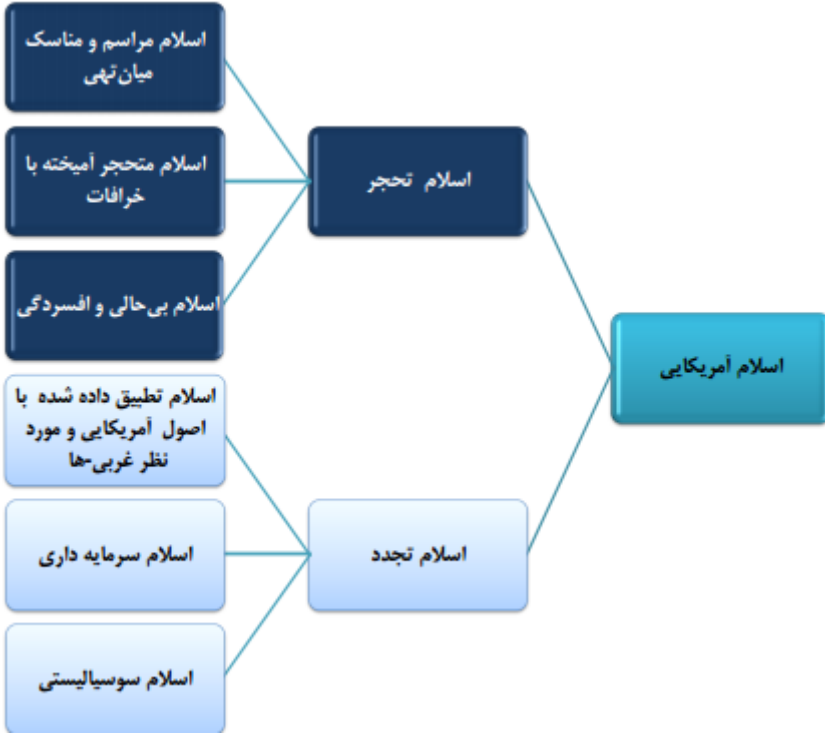 اسلام آمریکایی
اسلام تحجر
اسلام مراسم و مناسک
میان‌تهی
اسلام متحجر آمیخته با
خرافات
اسلام بی‌حالی و افسردگی
اسلام تجدد
اسلام تطبیق داده شده با
اصول آمریکایی و مورد
نظر غربی-ها
اسلام سرمایه داری
اسلام سوسیالیستی